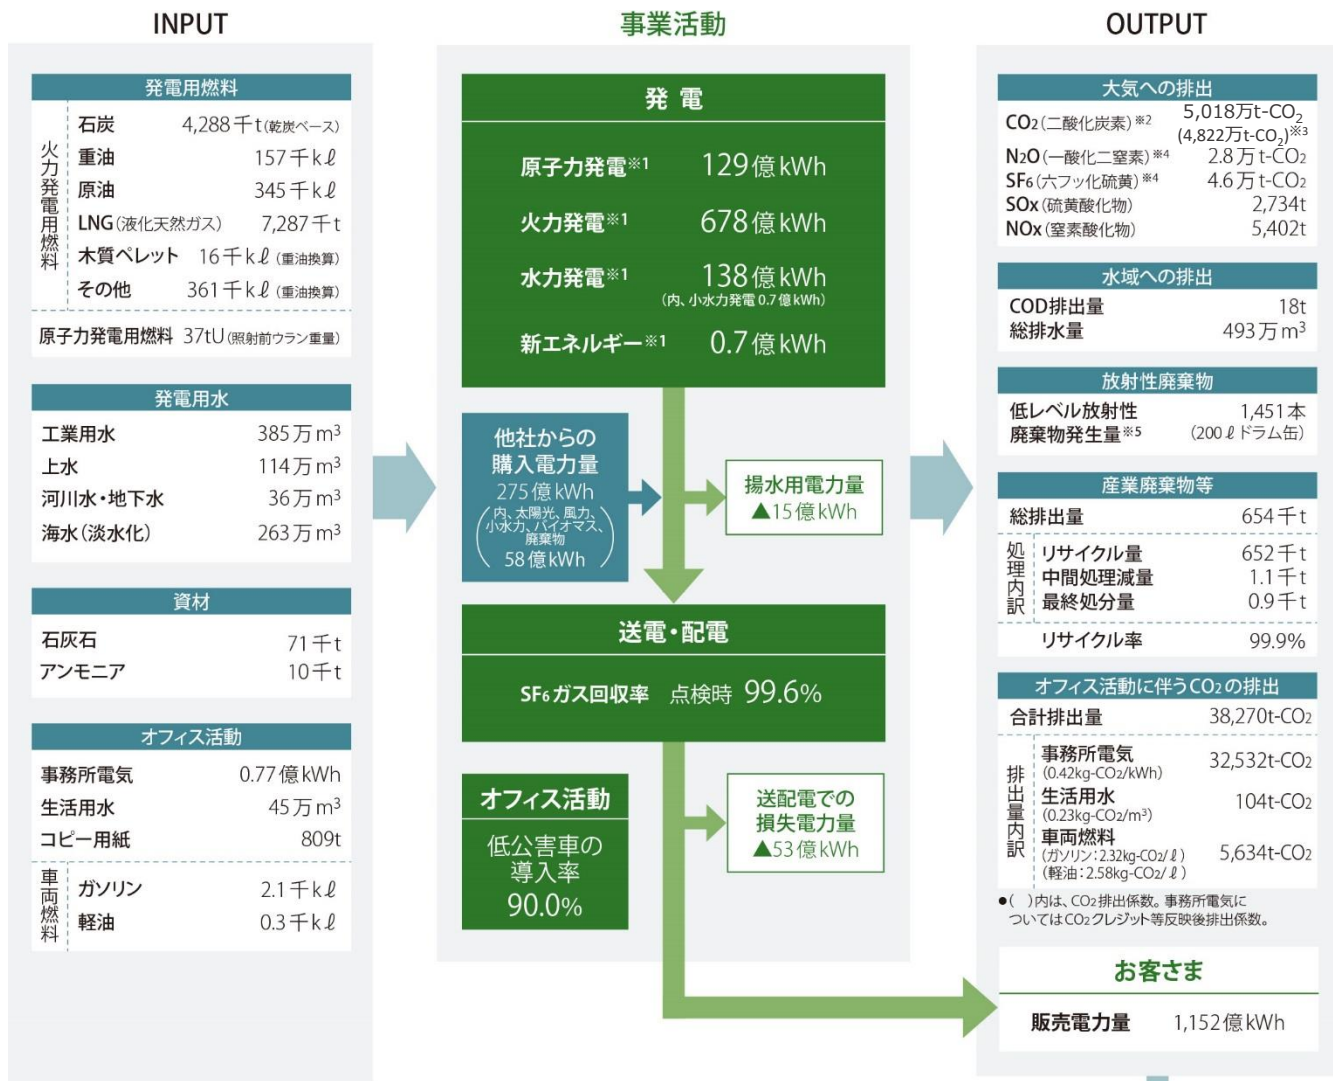 INPUT
発電用燃料
火力発電用燃料
石炭 4,288千t(乾炭ベース)
重油 157千kℓ
原油 345千kℓ
LNG(液化天然ガス) 7,287千t
木質ペレット 16千kℓ(重油換算)
その他 361千kℓ(重油換算)
原子力発電用燃料 37tU(照射前ウラン重量)
発電用水
工業用水 385万m³
上水 114万m³
河川水・地下水 36万m³
海水(淡水化) 263万m³
資材
石灰石 71千t
アンモニア 10千t
オフィス活動
事務所電気 0.77億kWh
生活用水 45万m³
コピー用紙 809t
車両燃料
ガソリン 2.1千kℓ
軽油 0.3千kℓ
事業活動
発電
原子力発電※1 129億kWh
火力発電※1 678億kWh
水力発電※1 138億kWh
(内、小水力発電0.7億kWh)
新エネルギー※1 0.7億kWh
他社からの
購入電力量
275億kWh
(内、太陽光、風力、
小水力、バイオマス、
廃棄物
58億kWh)
揚水用電力量
▲15億kWh
送電・配電
SF₆ガス回収率 点検時 99.6%
オフィス活動
低公害車の
導入率
90.0%
送配電での
損失電力量
▲53億kWh
OUTPUT
大気への排出
CO₂(二酸化炭素)※2 5,018万t-CO₂
(4,822万t-CO₂)※3
N₂O(一酸化二窒素)※4 2.8万t-CO₂
SF₆(六フッ化硫黄)※4 4.6万t-CO₂
SOx(硫黄酸化物) 2,734t
NOx(窒素酸化物) 5,402t
水域への排出
COD排出量 18t
総排水量 493万m³
放射性廃棄物
低レベル放射性 1,451本
廃棄物発生量※5 (200ℓドラム缶)
産業廃棄物等
総排出量 654千t
処理内訳
リサイクル量 652千t
中間処理減量 1.1千t
最終処分量 0.9千t
リサイクル率 99.9%
オフィス活動に伴うCO₂の排出
合計排出量 38,270t-CO₂
排出量内訳
事務所電気 32,532t-CO₂
(0.42kg-CO₂/kWh)
生活用水 104t-CO₂
(0.23kg-CO₂/m³)
車両燃料 5,634t-CO₂
(ガソリン:2.32kg-CO₂/ℓ)
(軽油:2.58kg-CO₂/ℓ)
●( )内は、CO₂排出係数。事務所電気に
ついてはCO₂クレジット等反映後排出係数。
お客さま
販売電力量 1,152億kWh